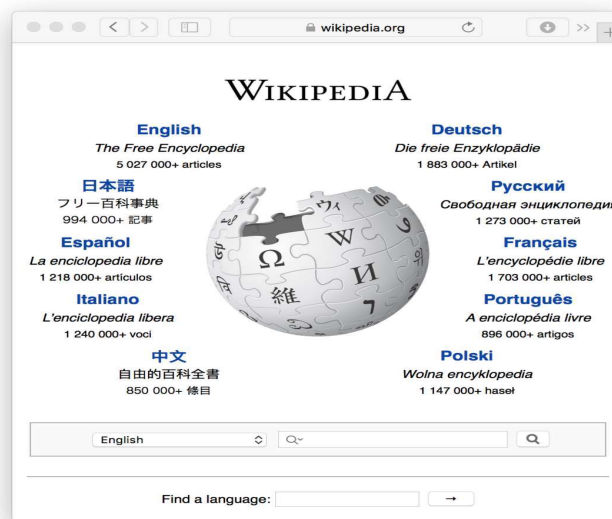 wikipedia.org
WIKIPEDIA
English
The Free Encyclopedia
5 027 000+ articles
Deutsch
Die freie Enzyklopädie
1 883 000+ Artikel
日本語
フリー百科事典
994 000+ 記事
Русский
Свободная энциклопедия
1 273 000+ статей
Español
La enciclopedia libre
1 218 000+ artículos
Français
L'encyclopédie libre
1 703 000+ articles
Italiano
L'enciclopedia libera
1 240 000+ voci
Português
A enciclopédia livre
896 000+ artigos
中文
自由的百科全書
850 000+ 條目
Polski
Wolna encyklopedia
1 147 000+ haseł
Ω
W
И
維
7
English
Find a language: